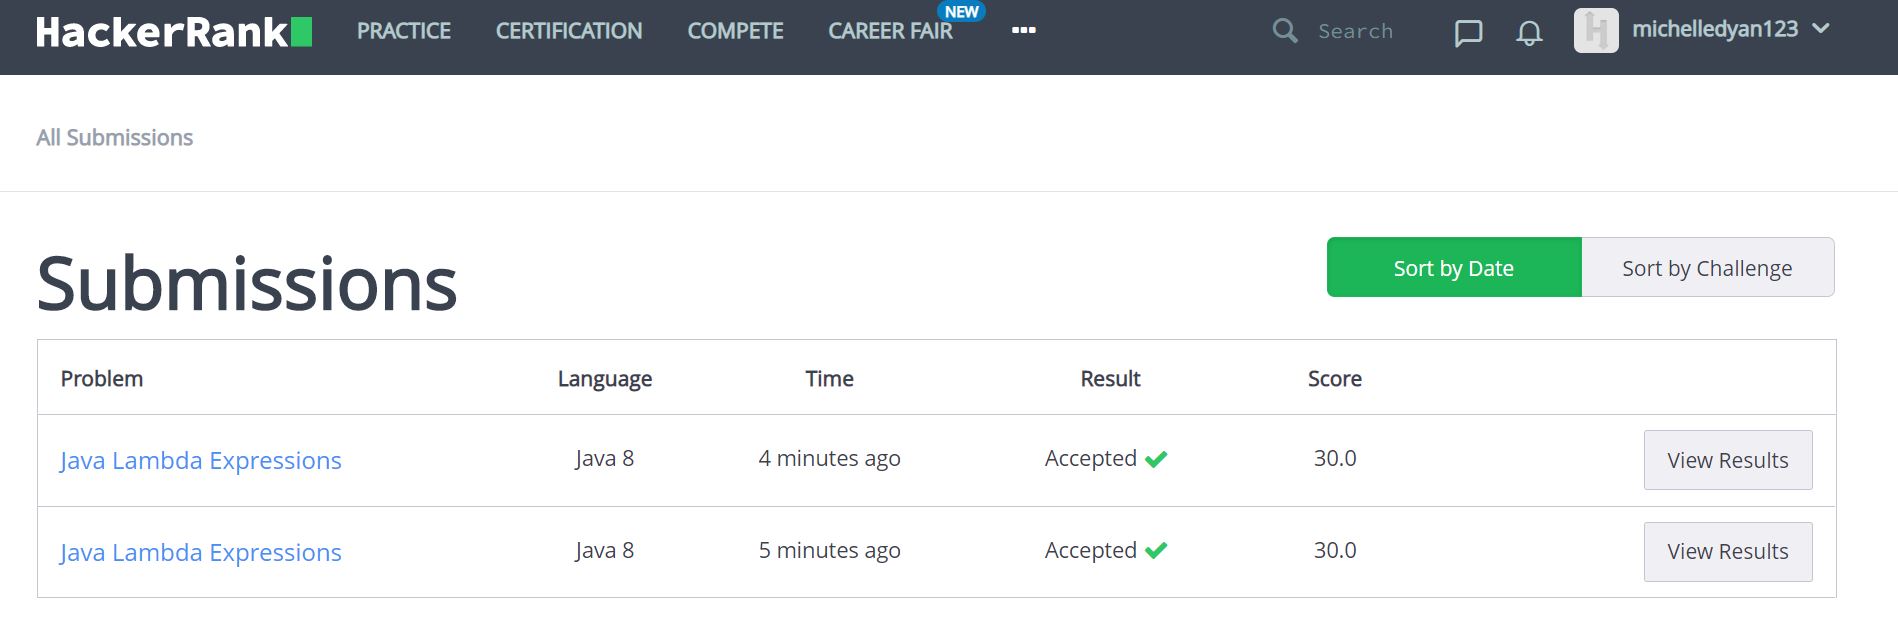 HackerRank PRACTICE CERTIFICATION COMPETE CAREER FAIR NEW ••• Search michelledyan123
All Submissions
Submissions
Sort by Date Sort by Challenge
Problem Language Time Result Score
Java Lambda Expressions Java 8 4 minutes ago Accepted 30.0 View Results
Java Lambda Expressions Java 8 5 minutes ago Accepted 30.0 View Results